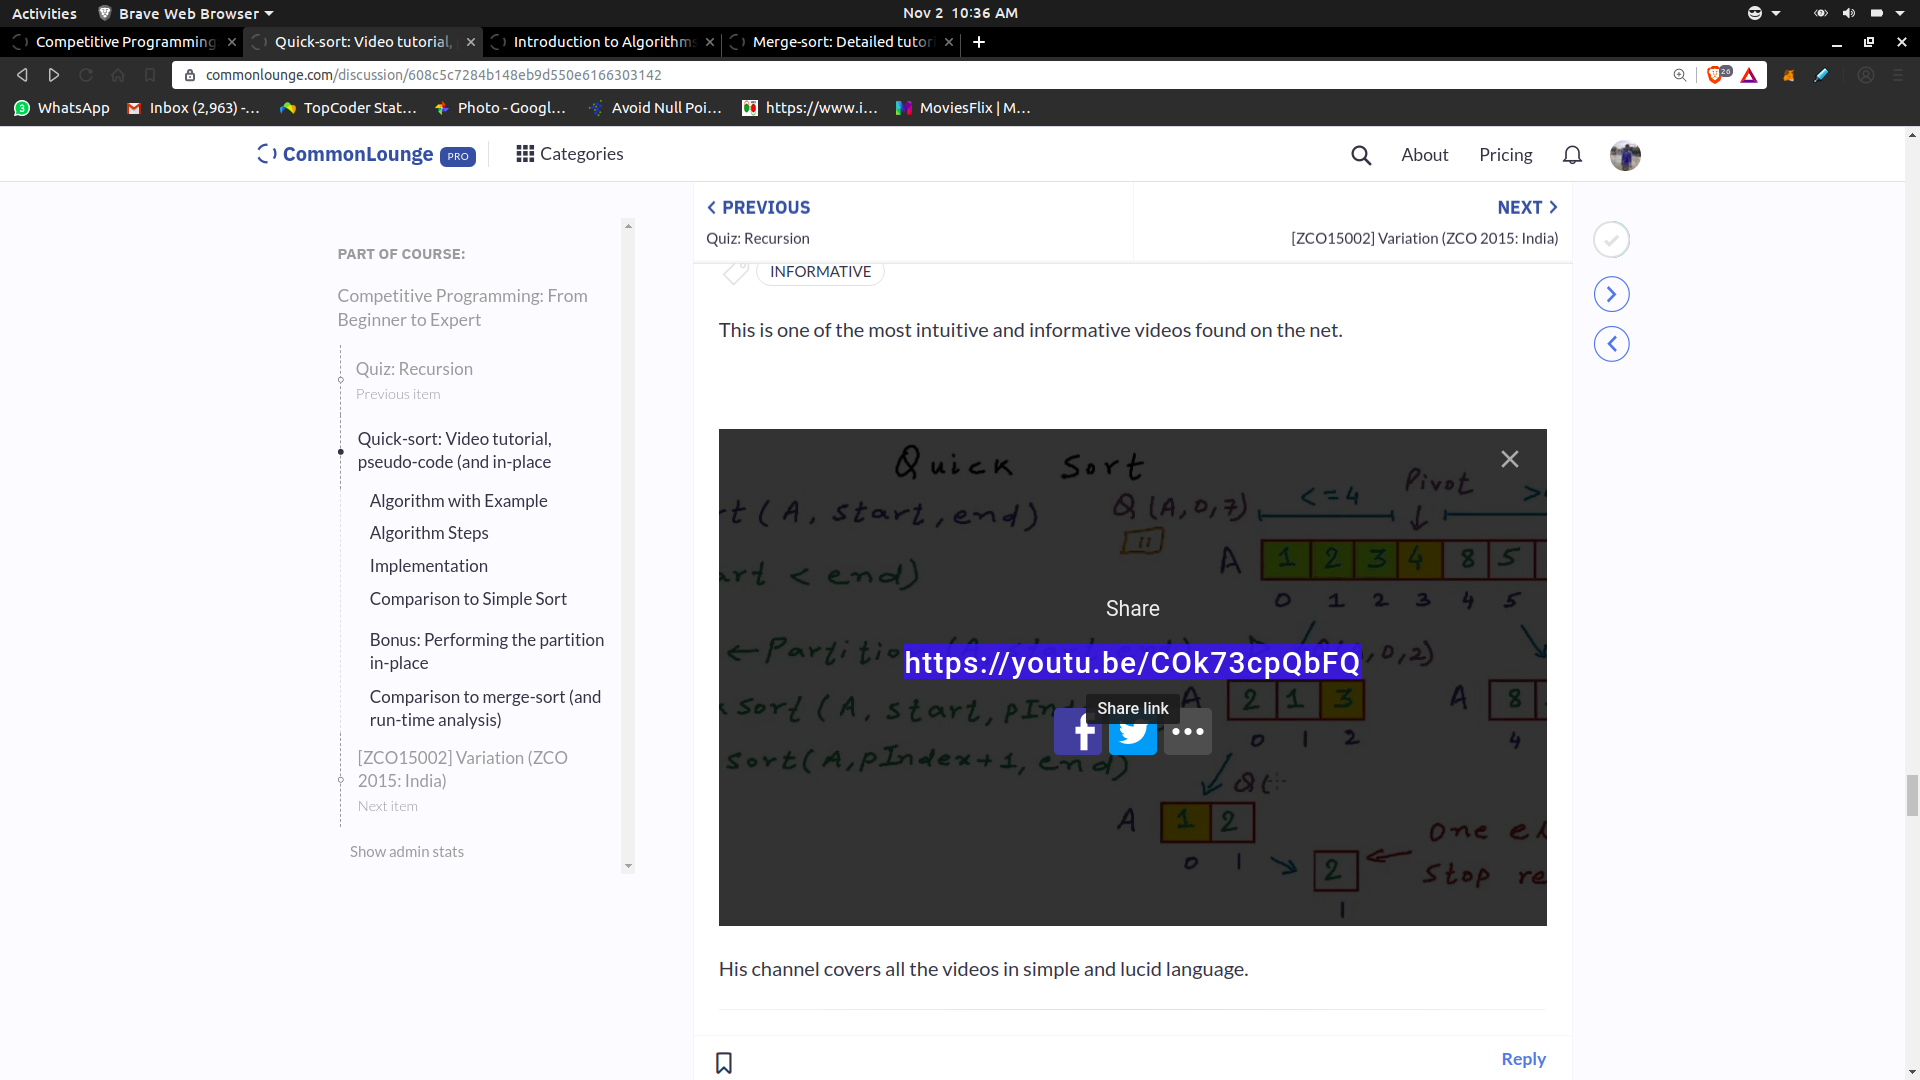 Activities
Brave Web Browser
Nov 2 10:36 AM
Competitive Programming
Quick-sort: Video tutorial,
Introduction to Algorithms
Merge-sort: Detailed tutori
commonlounge.com/discussion/608c5c7284b148eb9d550e6166303142
26
WhatsApp
Inbox (2,963) -...
TopCoder Stat...
Photo - Googl...
Avoid Null Poi...
https://www.i...
MoviesFlix | M...
CommonLounge PRO
Categories
About
Pricing
PREVIOUS
Quiz: Recursion
NEXT
[ZCO15002] Variation (ZCO 2015: India)
PART OF COURSE:
Competitive Programming: From
Beginner to Expert
Quiz: Recursion
Previous item
Quick-sort: Video tutorial,
pseudo-code (and in-place
Algorithm with Example
Algorithm Steps
Implementation
Comparison to Simple Sort
Bonus: Performing the partition
in-place
Comparison to merge-sort (and
run-time analysis)
[ZCO15002] Variation (ZCO
2015: India)
Next item
Show admin stats
INFORMATIVE
This is one of the most intuitive and informative videos found on the net.
Quick Sort
rt(A, start, end)
Q(A,0,7)
<=4
Pivot
>
A 1 2 3 4 8 5
0 1 2 3 4 5
art < end)
Share
← Partitio
,0,2)
https://youtu.be/COk73cpQbFQ
Share link
Sort(A, start, pIn
A 2 1 3
0 1 2
A 8
4
Sort(A, pIndex+1, end)
Q(
A 1 2
0 1
2
1
One e
Stop re
His channel covers all the videos in simple and lucid language.
Reply